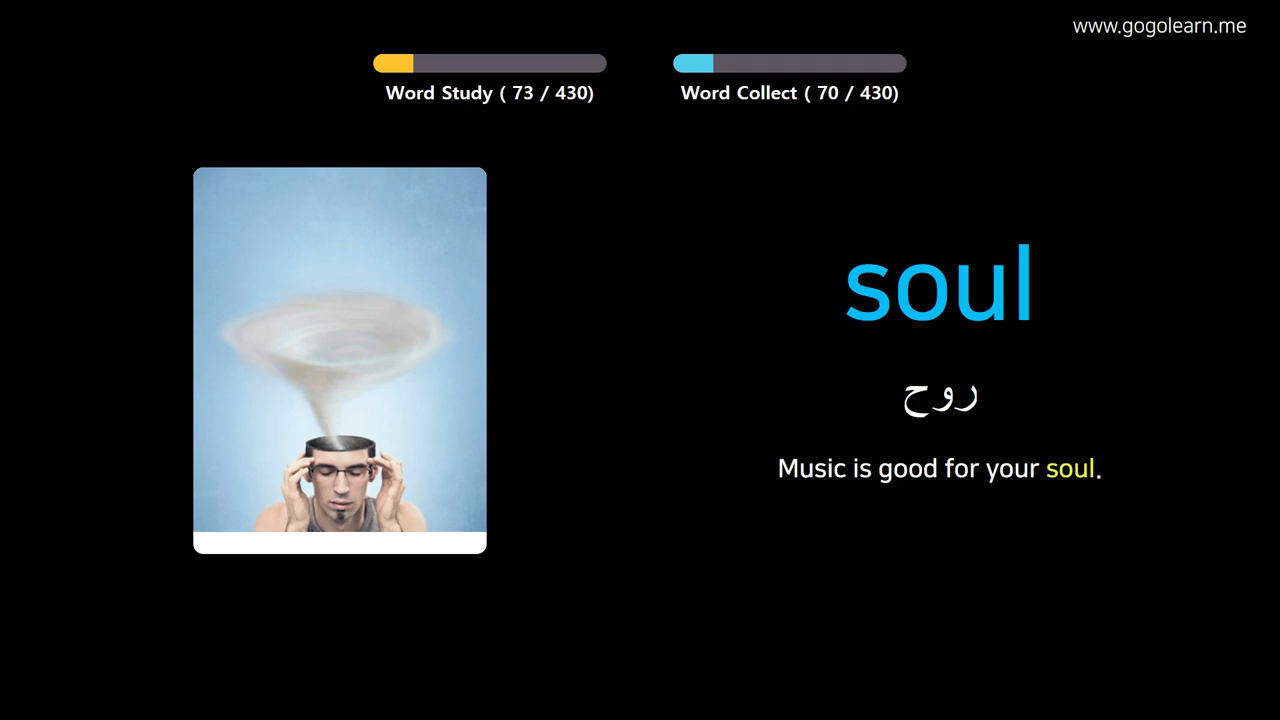 www.gogolearn.me
Word Study ( 73 / 430)
Word Collect ( 70 / 430)
soul
روح
Music is good for your soul.